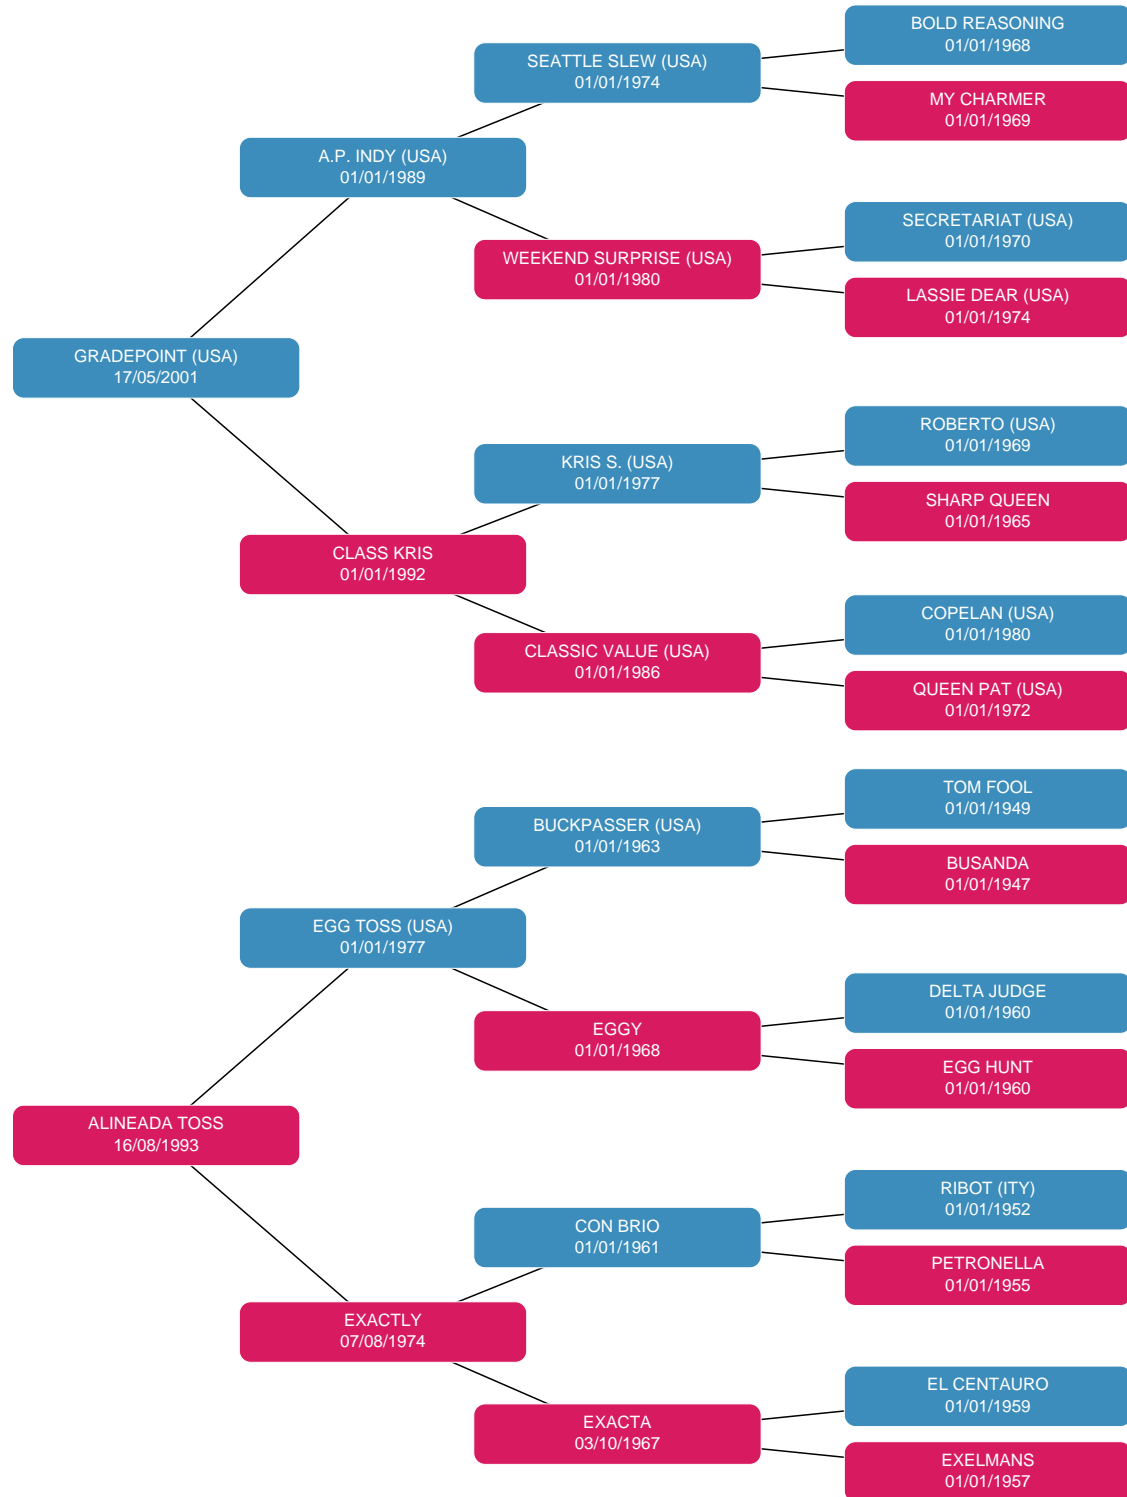 BOLD REASONING
01/01/1968
SEATTLE SLEW (USA)
01/01/1974
MY CHARMER
01/01/1969
A.P. INDY (USA)
01/01/1989
SECRETARIAT (USA)
01/01/1970
WEEKEND SURPRISE (USA)
01/01/1980
LASSIE DEAR (USA)
01/01/1974
GRADEPOINT (USA)
17/05/2001
ROBERTO (USA)
01/01/1969
KRIS S. (USA)
01/01/1977
SHARP QUEEN
01/01/1965
CLASS KRIS
01/01/1992
COPELAN (USA)
01/01/1980
CLASSIC VALUE (USA)
01/01/1986
QUEEN PAT (USA)
01/01/1972
TOM FOOL
01/01/1949
BUCKPASSER (USA)
01/01/1963
BUSANDA
01/01/1947
EGG TOSS (USA)
01/01/1977
DELTA JUDGE
01/01/1960
EGGY
01/01/1968
EGG HUNT
01/01/1960
ALINEADA TOSS
16/08/1993
RIBOT (ITY)
01/01/1952
CON BRIO
01/01/1961
PETRONELLA
01/01/1955
EXACTLY
07/08/1974
EL CENTAURO
01/01/1959
EXACTA
03/10/1967
EXELMANS
01/01/1957